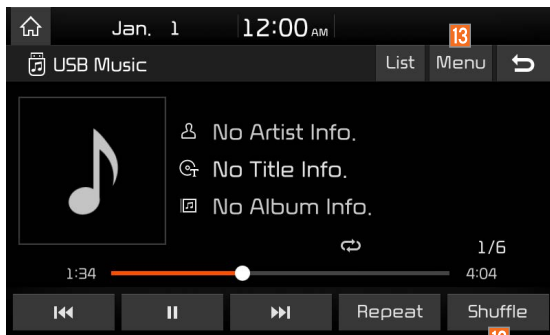 Jan. 1 12:00 AM
13
USB Music List Menu
No Artist Info.
No Title Info.
No Album Info.
1/6
1:34 4:04
Repeat Shuffle